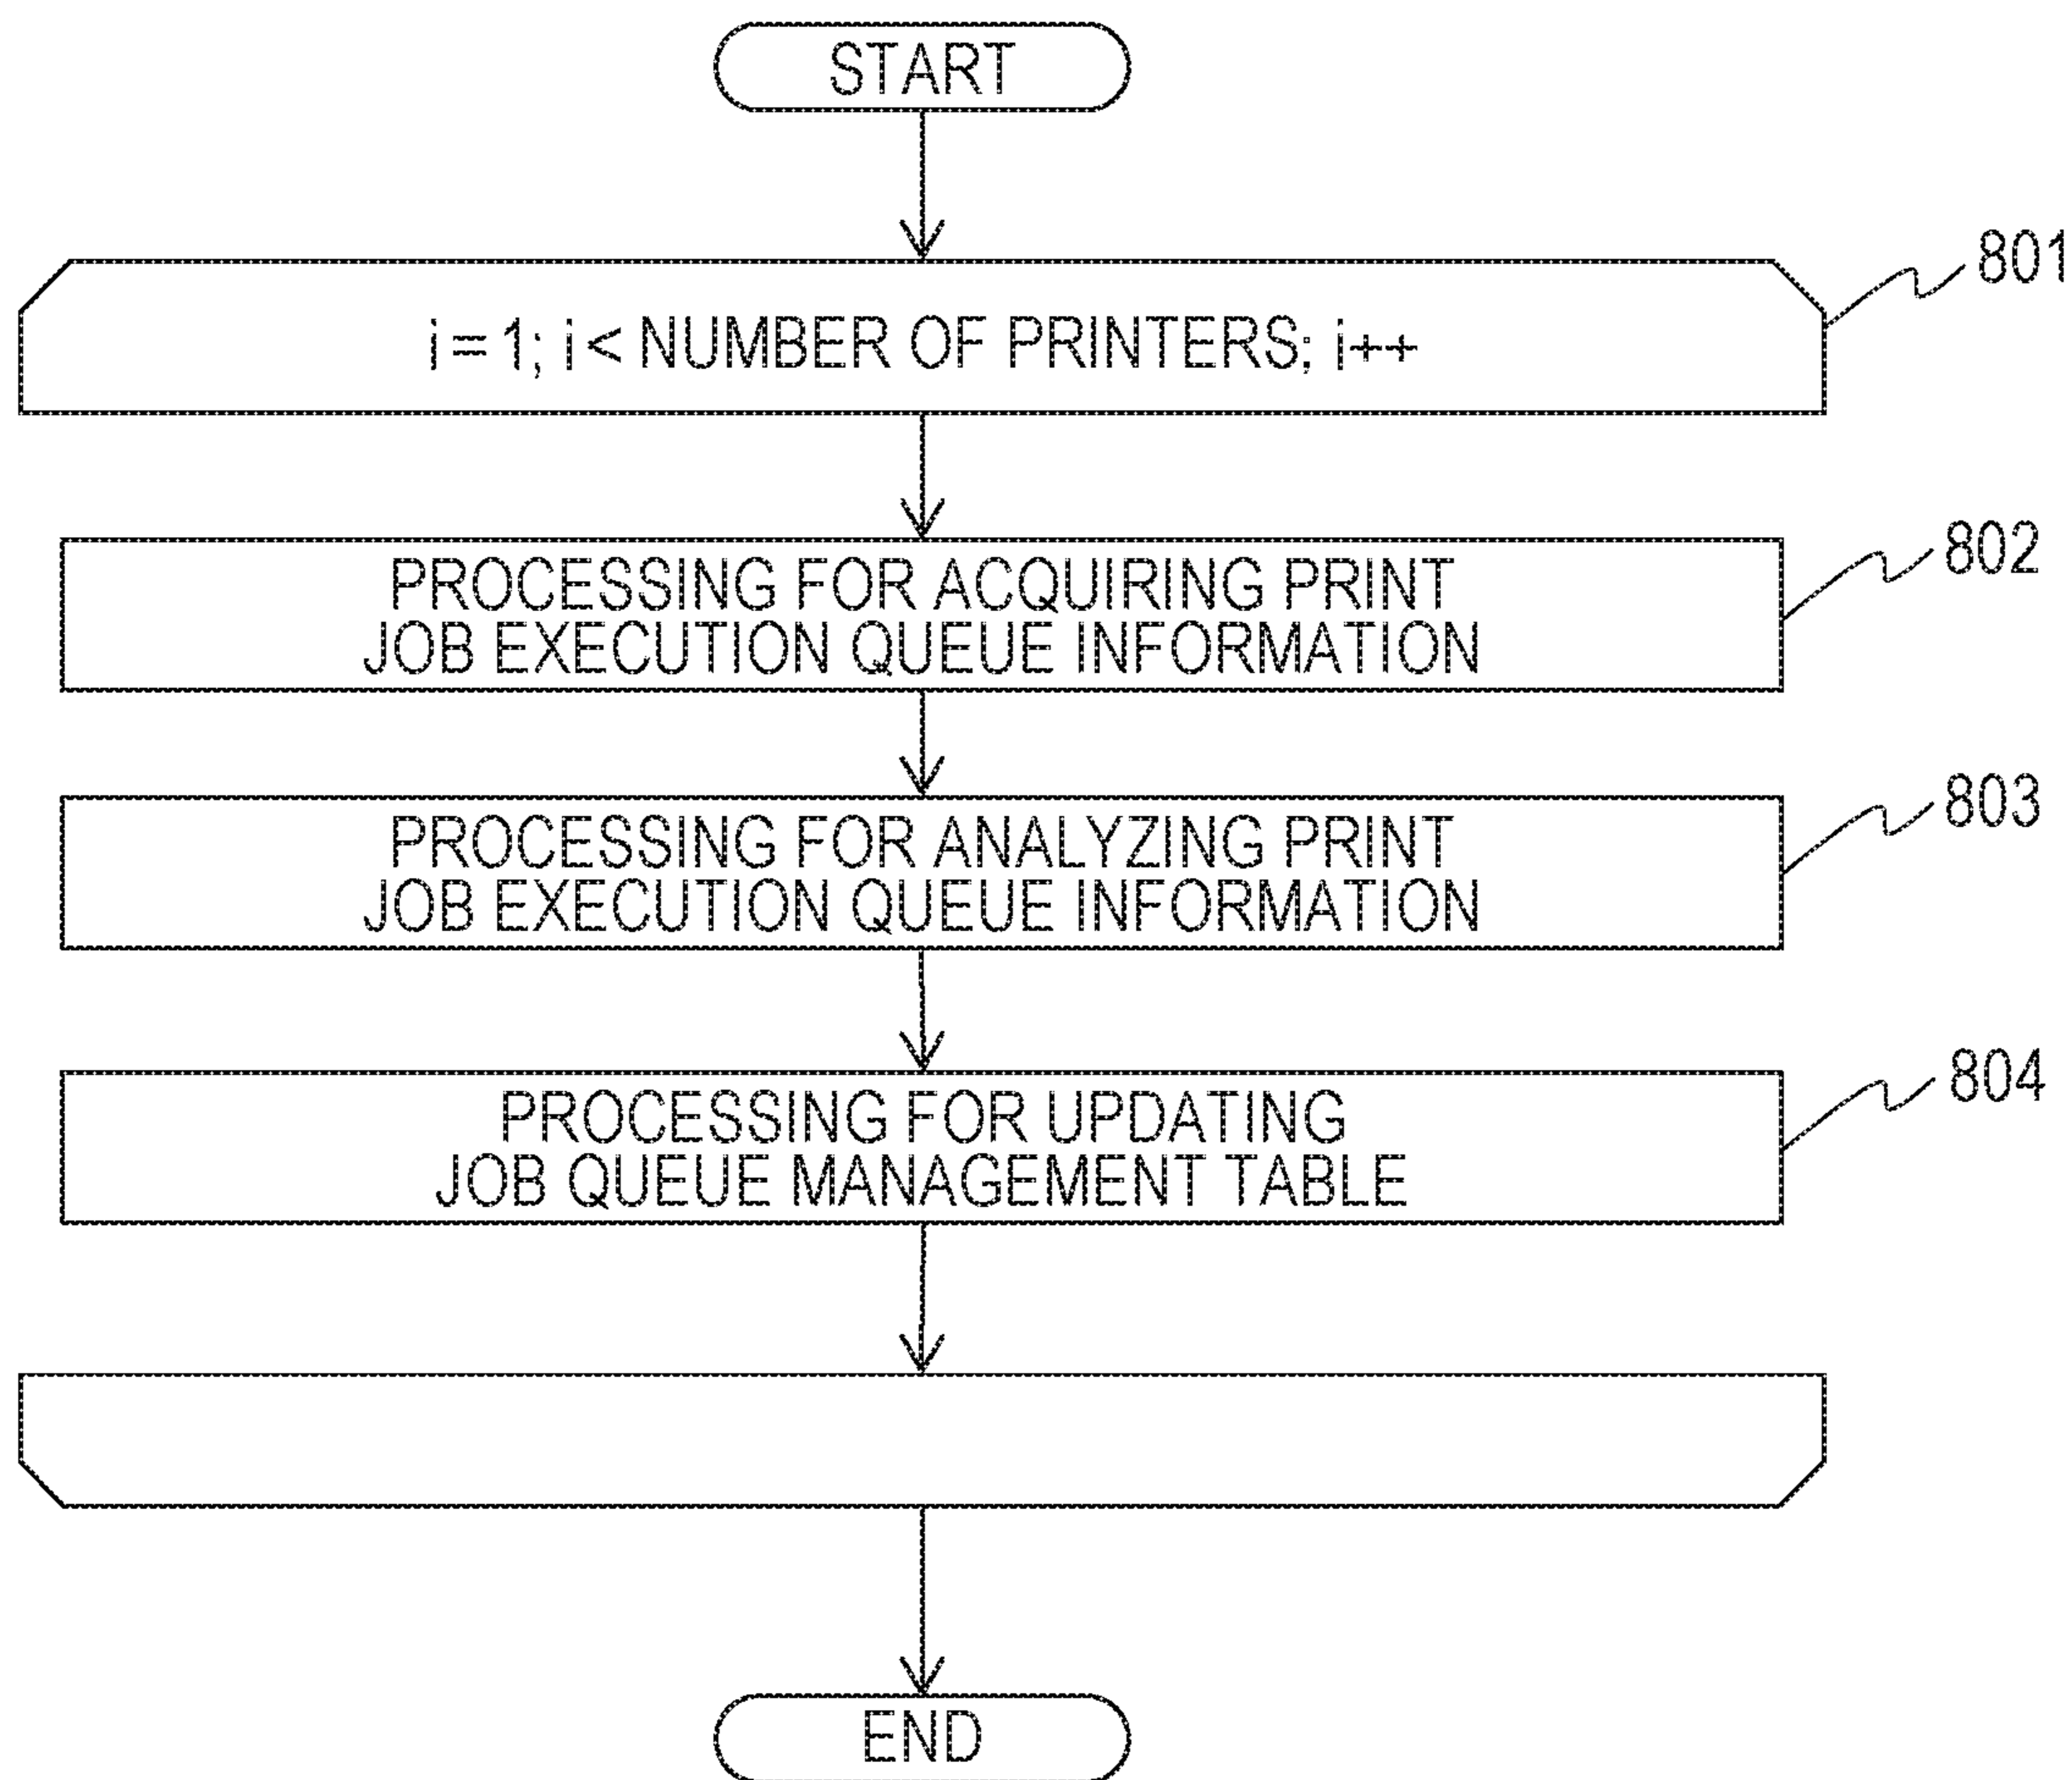 START
i = 1; i < NUMBER OF PRINTERS; i++
801
PROCESSING FOR ACQUIRING PRINT
JOB EXECUTION QUEUE INFORMATION
802
PROCESSING FOR ANALYZING PRINT
JOB EXECUTION QUEUE INFORMATION
803
PROCESSING FOR UPDATING
JOB QUEUE MANAGEMENT TABLE
804
END